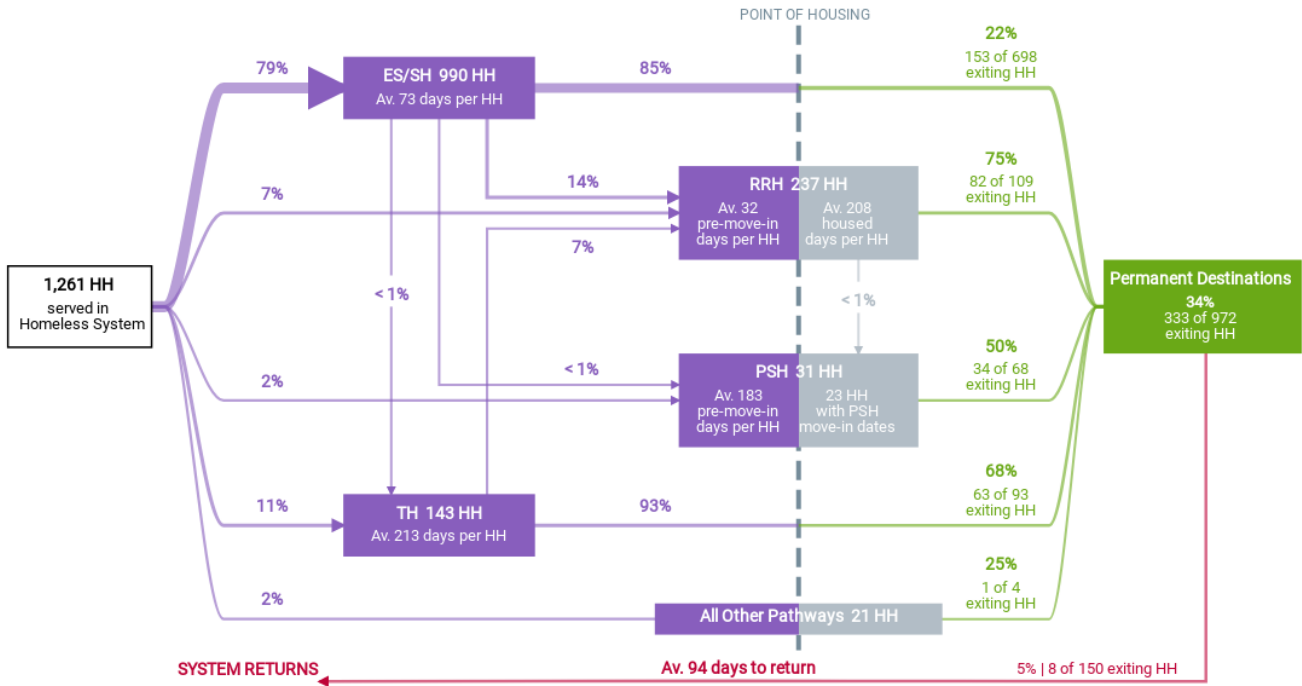 POINT OF HOUSING
79%
ES/SH 990 HH
Av. 73 days per HH
85%
22%
153 of 698
exiting HH
7%
14%
RRH 237 HH
Av. 32
pre-move-in
days per HH
Av. 208
housed
days per HH
75%
82 of 109
exiting HH
7%
1,261 HH
served in
Homeless System
< 1%
< 1%
Permanent Destinations
34%
333 of 972
exiting HH
2%
< 1%
PSH 31 HH
Av. 183
pre-move-in
days per HH
23 HH
with PSH
move-in dates
50%
34 of 68
exiting HH
11%
TH 143 HH
Av. 213 days per HH
93%
68%
63 of 93
exiting HH
2%
All Other Pathways 21 HH
25%
1 of 4
exiting HH
SYSTEM RETURNS
Av. 94 days to return
5% | 8 of 150 exiting HH